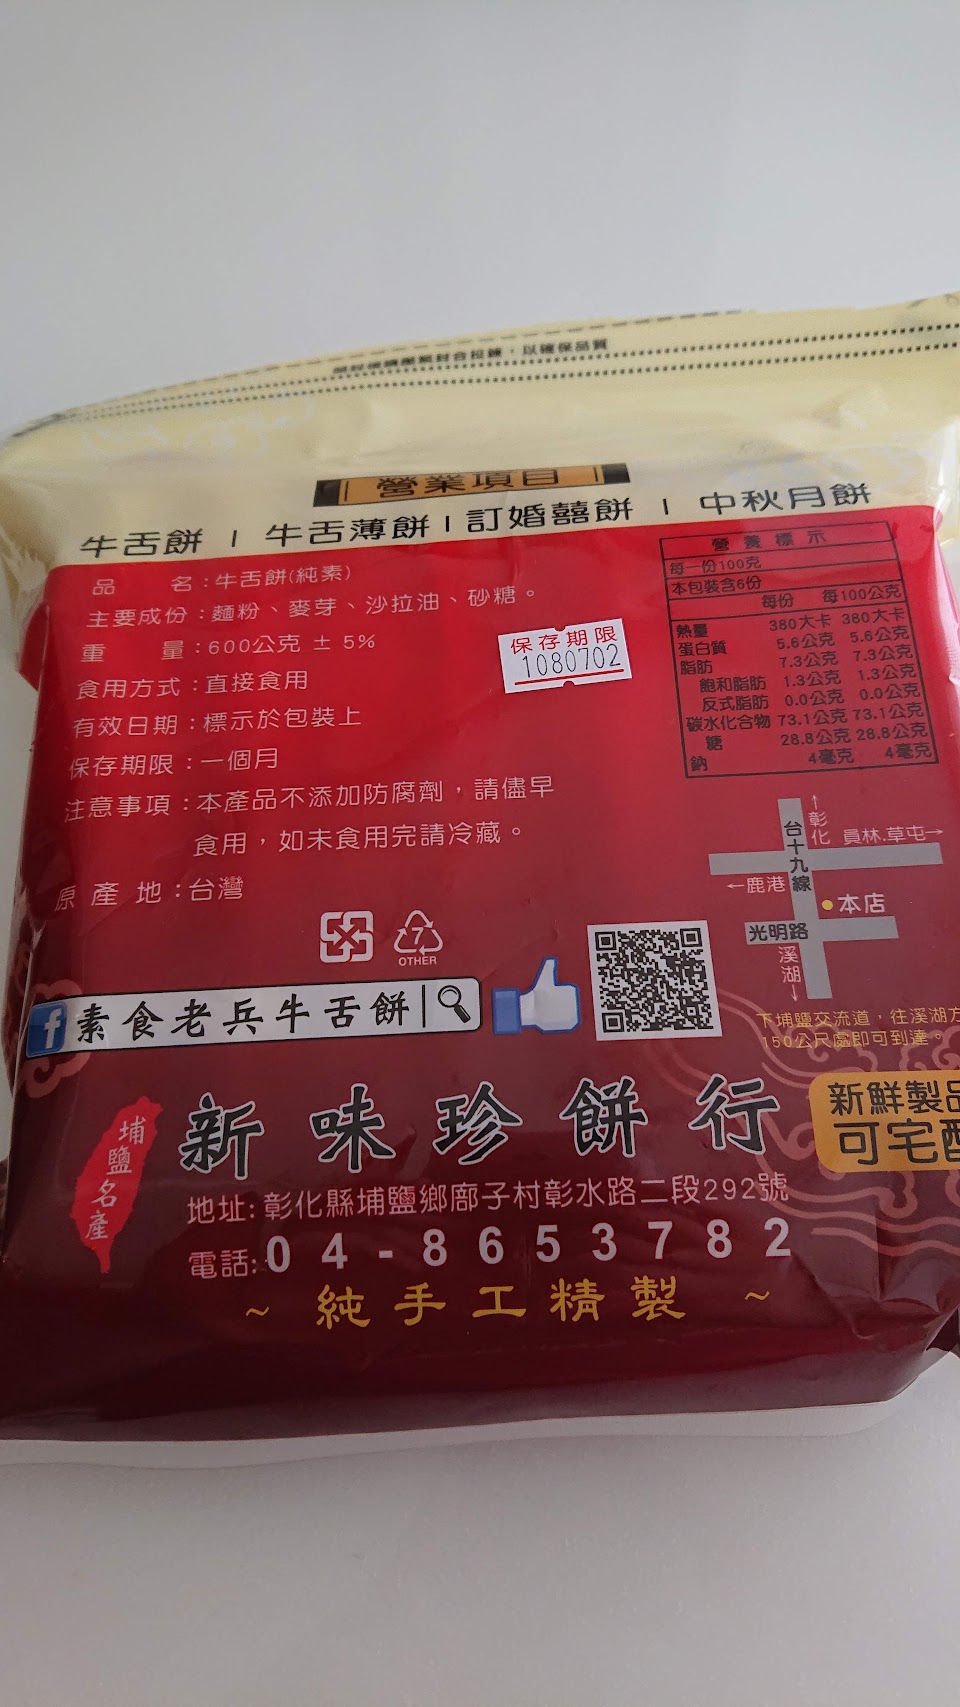 ，以確保品質
營業項目
牛舌餅 | 牛舌薄餅 | 訂婚囍餅 | 中秋月餅
品 名：牛舌餅(純素)
主要成份：麵粉、麥芽、沙拉油、砂糖。
重 量：600公克 ± 5%
食用方式：直接食用
有效日期：標示於包裝上
保存期限：一個月
注意事項：本產品不添加防腐劑，請儘早
食用，如未食用完請冷藏。
原 產 地：台灣
保存期限
1080702
營養標示
每一份100克
本包裝含6份
每份 每100公克
熱量 380大卡 380大卡
蛋白質 5.6公克 5.6公克
脂肪 7.3公克 7.3公克
飽和脂肪 1.3公克 1.3公克
反式脂肪 0.0公克 0.0公克
碳水化合物 73.1公克 73.1公克
糖 28.8公克 28.8公克
鈉 4毫克 4毫克
↑彰化
台十九線
員林.草屯→
←鹿港
本店
光明路
溪湖↓
下埔鹽交流道，往溪湖方
150公尺處即可到達。
7
OTHER
f 素食老兵牛舌餅
埔鹽名產
新味珍餅行
新鮮製品
可宅配
地址:彰化縣埔鹽鄉廍子村彰水路二段292號
電話:04-8653782
~ 純手工精製 ~